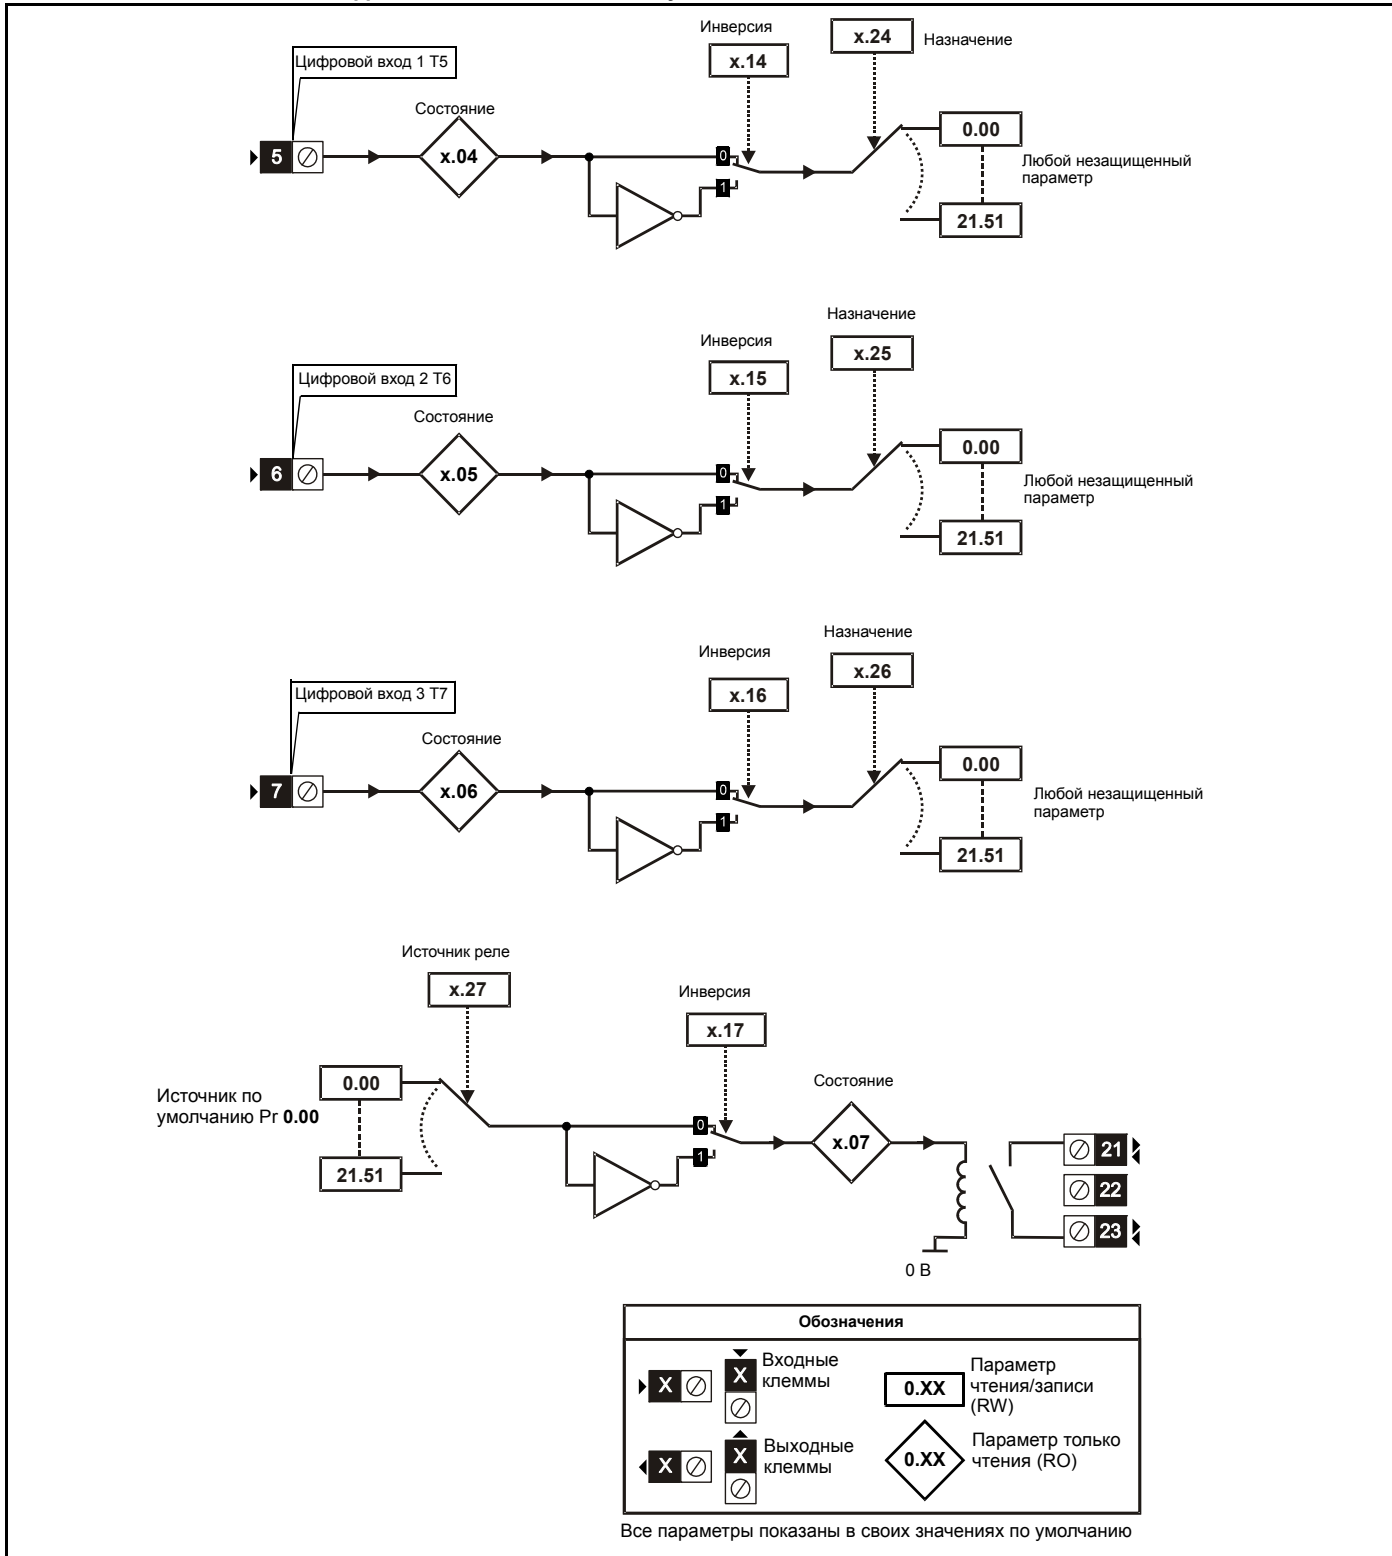 Инверсия
x.14
x.24
Назначение
Цифровой вход 1 T5
Состояние
5
x.04
0
1
0.00
Любой незащищенный
параметр
21.51
Назначение
Инверсия
x.25
x.15
Цифровой вход 2 T6
Состояние
6
x.05
0
1
0.00
Любой незащищенный
параметр
21.51
Назначение
Инверсия
x.26
x.16
Цифровой вход 3 T7
Состояние
7
x.06
0
1
0.00
Любой незащищенный
параметр
21.51
Источник реле
x.27
Инверсия
x.17
Источник по
умолчанию Pr 0.00
0.00
21.51
0
1
Состояние
x.07
21
22
23
0 В
Обозначения
X
X
Входные
клеммы
0.XX
Параметр
чтения/записи
(RW)
X
X
Выходные
клеммы
0.XX
Параметр только
чтения (RO)
Все параметры показаны в своих значениях по умолчанию